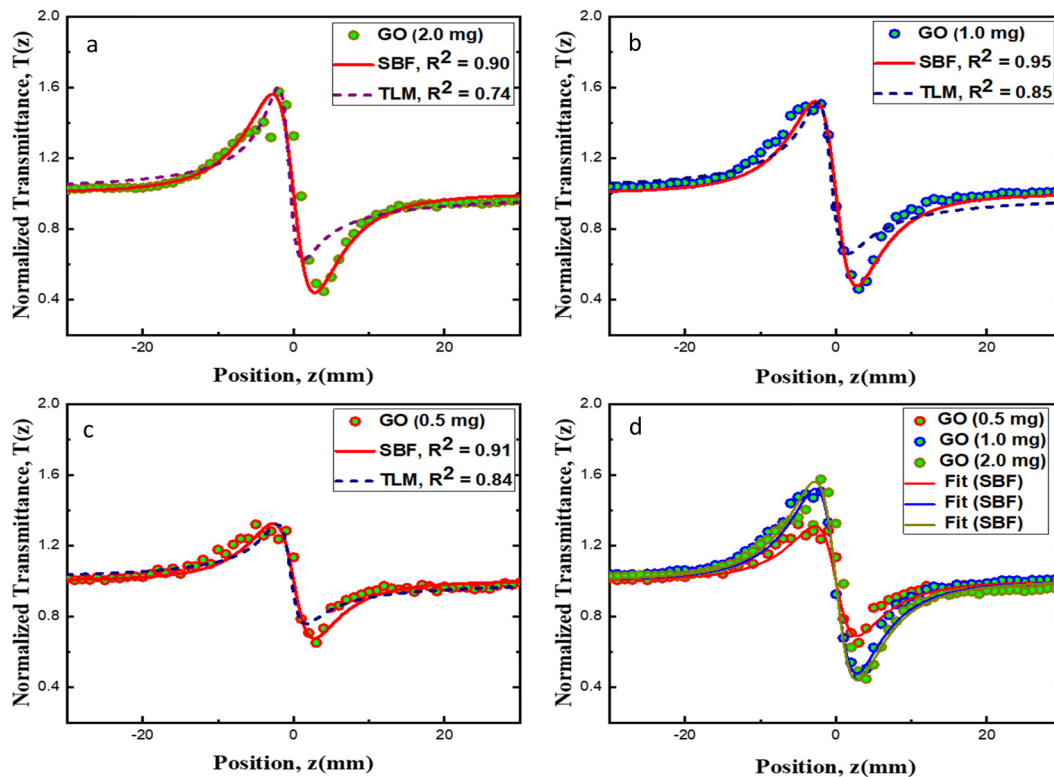 a
GO (2.0 mg)
SBF, R² = 0.90
TLM, R² = 0.74
2.0
1.6
1.2
0.8
0.4
Normalized Transmittance, T(z)
-20
0
20
Position, z(mm)
b
GO (1.0 mg)
SBF, R² = 0.95
TLM, R² = 0.85
2.0
1.6
1.2
0.8
0.4
Normalized Transmittance, T(z)
-20
0
20
Position, z(mm)
c
GO (0.5 mg)
SBF, R² = 0.91
TLM, R² = 0.84
2.0
1.6
1.2
0.8
0.4
Normalized Transmittance, T(z)
-20
0
20
Position, z(mm)
d
GO (0.5 mg)
GO (1.0 mg)
GO (2.0 mg)
Fit (SBF)
Fit (SBF)
Fit (SBF)
2.0
1.6
1.2
0.8
0.4
Normalized Transmittance, T(z)
-20
0
20
Position, z(mm)